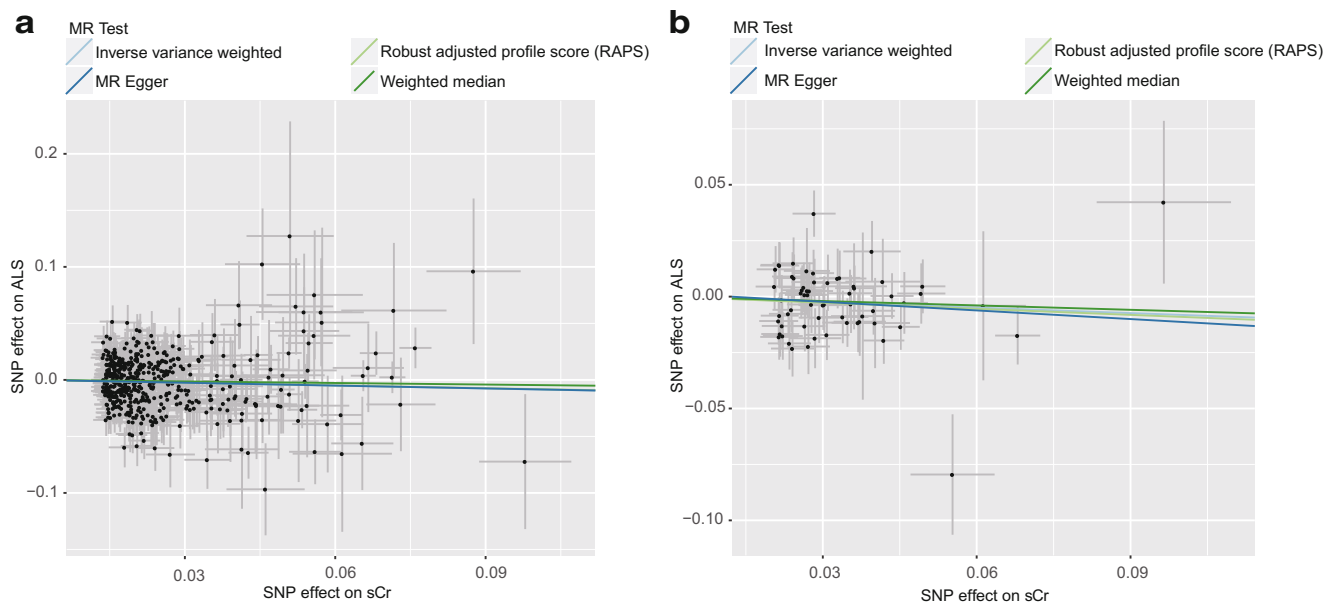 a
MR Test
Inverse variance weighted
Robust adjusted profile score (RAPS)
MR Egger
Weighted median
SNP effect on ALS
0.2
0.1
0.0
−0.1
0.03
0.06
0.09
SNP effect on sCr
b
MR Test
Inverse variance weighted
Robust adjusted profile score (RAPS)
MR Egger
Weighted median
SNP effect on ALS
0.05
0.00
−0.05
−0.10
0.03
0.06
0.09
SNP effect on sCr